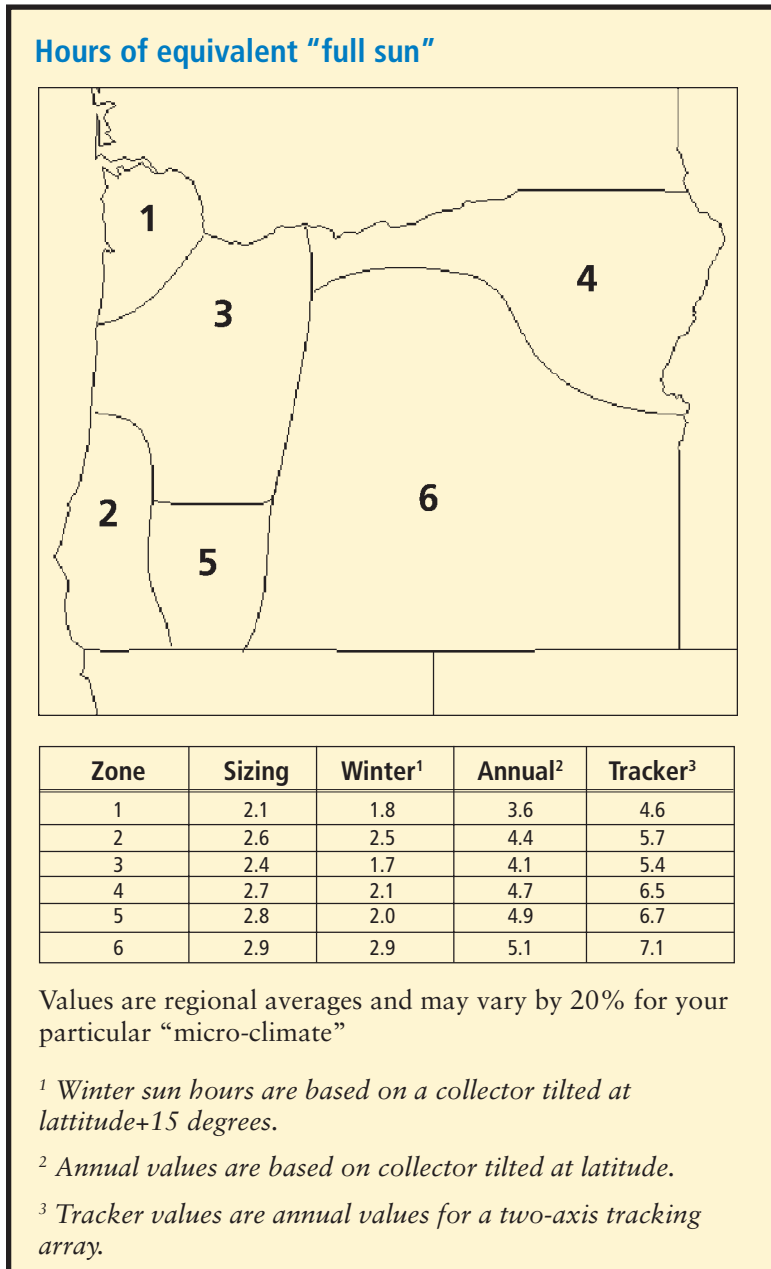 Hours of equivalent “full sun”
1
3
4
2
5
6
Zone Sizing Winter¹ Annual² Tracker³
1 2.1 1.8 3.6 4.6
2 2.6 2.5 4.4 5.7
3 2.4 1.7 4.1 5.4
4 2.7 2.1 4.7 6.5
5 2.8 2.0 4.9 6.7
6 2.9 2.9 5.1 7.1
Values are regional averages and may vary by 20% for your
particular “micro-climate”
¹ Winter sun hours are based on a collector tilted at
lattitude+15 degrees.
² Annual values are based on collector tilted at latitude.
³ Tracker values are annual values for a two-axis tracking
array.